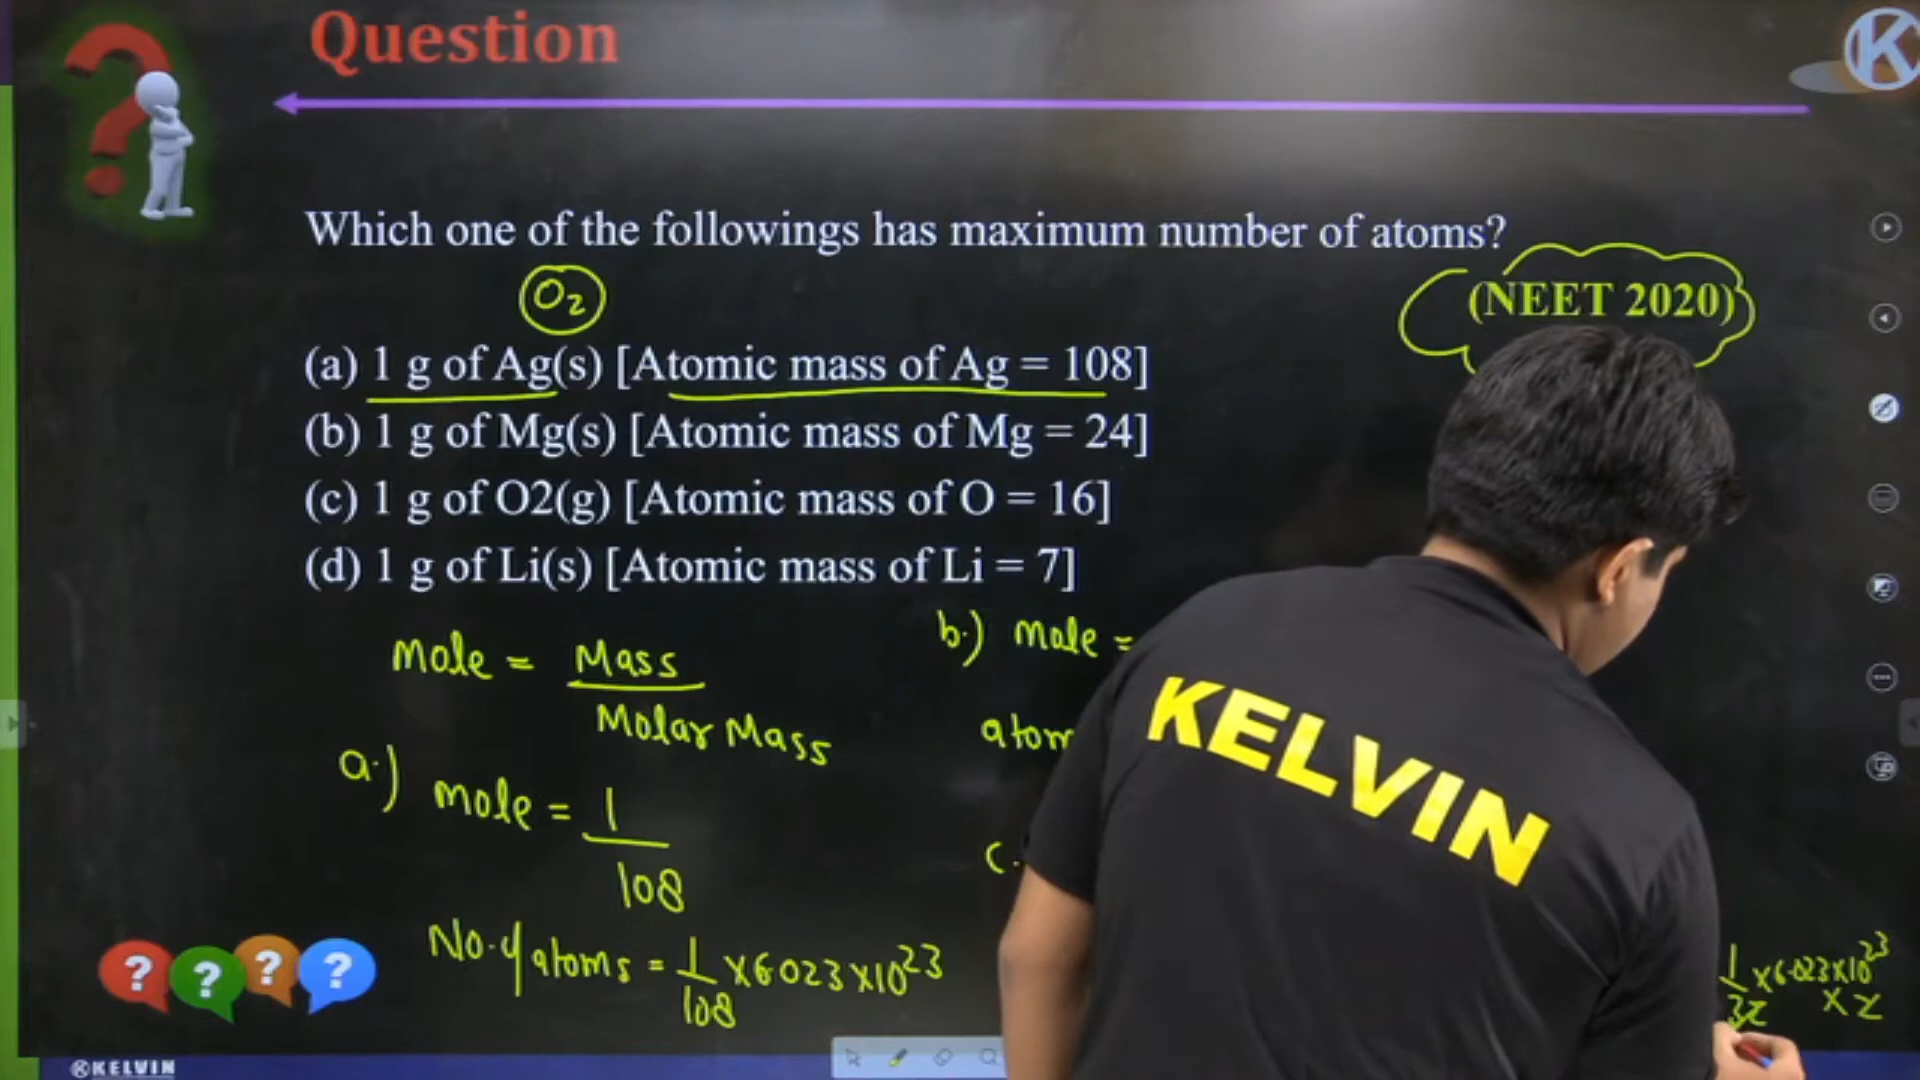 Question
Which one of the followings has maximum number of atoms?
O2
(NEET 2020)
(a) 1 g of Ag(s) [Atomic mass of Ag = 108]
(b) 1 g of Mg(s) [Atomic mass of Mg = 24]
(c) 1 g of O2(g) [Atomic mass of O = 16]
(d) 1 g of Li(s) [Atomic mass of Li = 7]
mole = Mass
Molar Mass
b.) mole =
atom
a.) mole = 1
108
c.
No. of atoms = 1/108 × 6.023 × 10^23
1/32 × 6.023 × 10^23
× 2
KELVIN
K
? ? ? ?
KELVIN